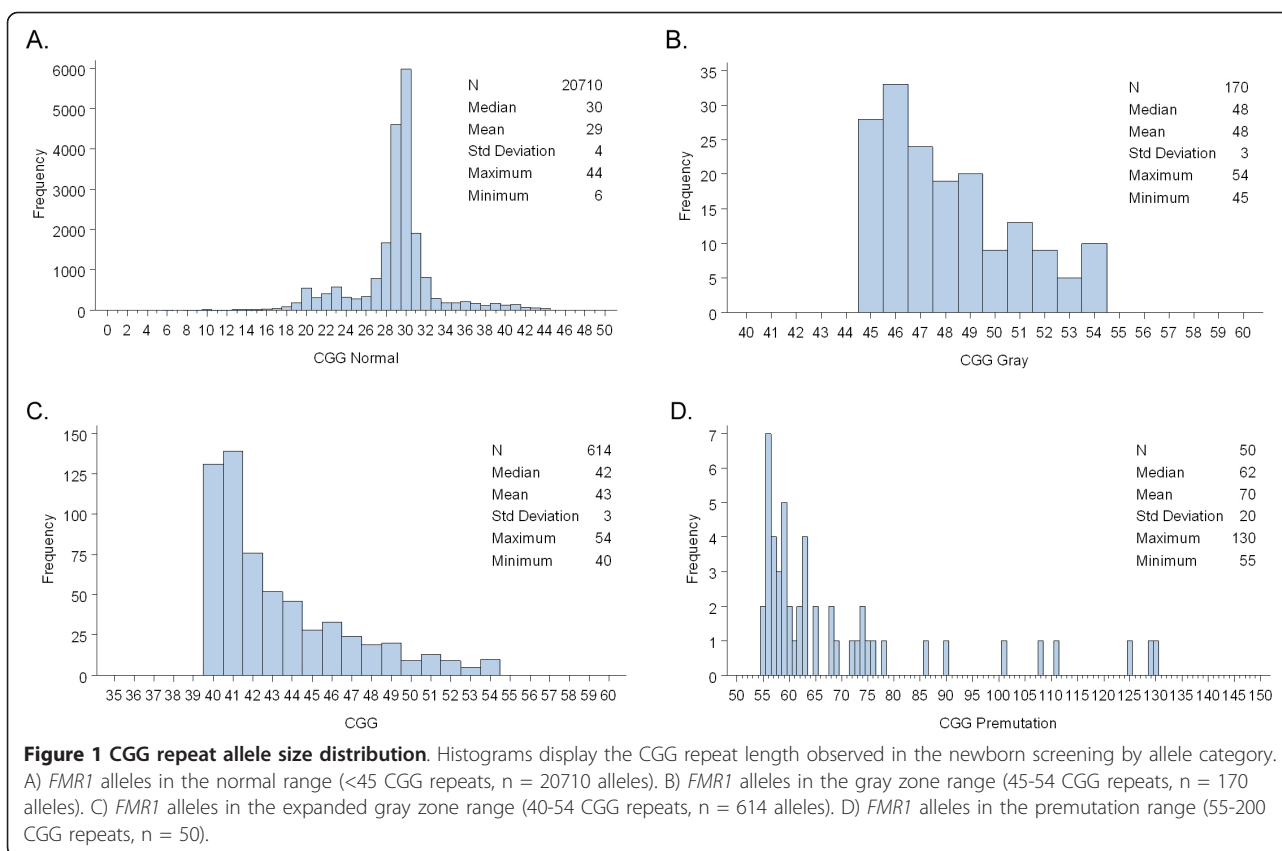 A.
6000
5000
4000
3000
2000
1000
0
Frequency
N 20710
Median 30
Mean 29
Std Deviation 4
Maximum 44
Minimum 6
0 2 4 6 8 10 12 14 16 18 20 22 24 26 28 30 32 34 36 38 40 42 44 46 48 50
CGG Normal
B.
35
30
25
20
15
10
5
0
Frequency
N 170
Median 48
Mean 48
Std Deviation 3
Maximum 54
Minimum 45
40 41 42 43 44 45 46 47 48 49 50 51 52 53 54 55 56 57 58 59 60
CGG Gray
C.
150
125
100
75
50
25
0
Frequency
N 614
Median 42
Mean 43
Std Deviation 3
Maximum 54
Minimum 40
35 36 37 38 39 40 41 42 43 44 45 46 47 48 49 50 51 52 53 54 55 56 57 58 59 60
CGG
D.
7
6
5
4
3
2
1
0
Frequency
N 50
Median 62
Mean 70
Std Deviation 20
Maximum 130
Minimum 55
50 55 60 65 70 75 80 85 90 95 100 105 110 115 120 125 130 135 140 145 150
CGG Premutation
Figure 1 CGG repeat allele size distribution. Histograms display the CGG repeat length observed in the newborn screening by allele category.
A) FMR1 alleles in the normal range (<45 CGG repeats, n = 20710 alleles). B) FMR1 alleles in the gray zone range (45-54 CGG repeats, n = 170
alleles). C) FMR1 alleles in the expanded gray zone range (40-54 CGG repeats, n = 614 alleles). D) FMR1 alleles in the premutation range (55-200
CGG repeats, n = 50).